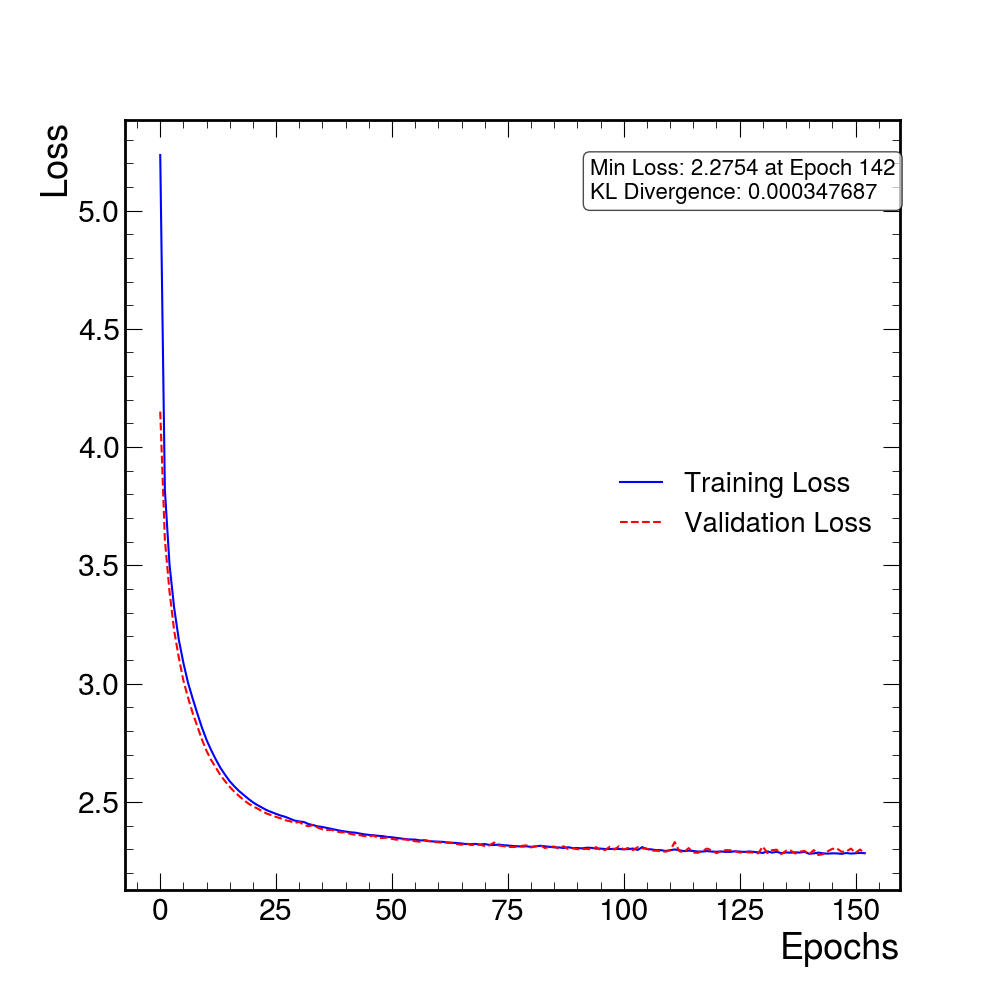 Loss
Min Loss: 2.2754 at Epoch 142
KL Divergence: 0.000347687
5.0
4.5
4.0
3.5
3.0
2.5
Training Loss
Validation Loss
0 25 50 75 100 125 150
Epochs